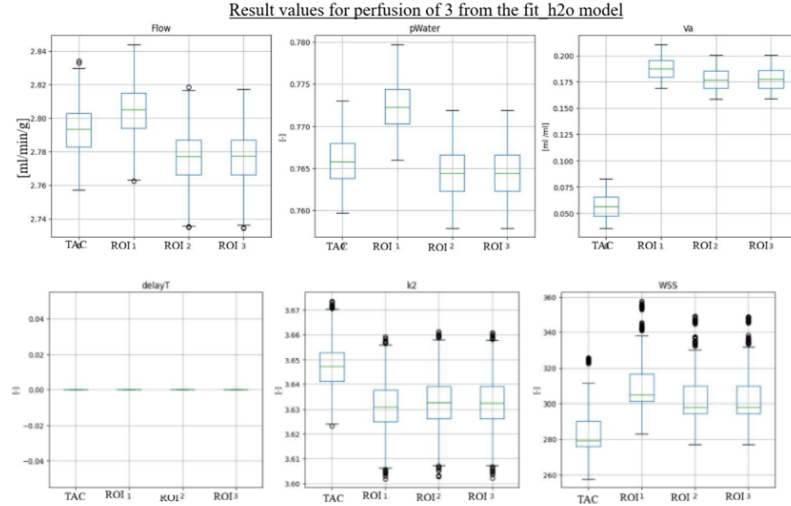 Result values for perfusion of 3 from the fit_h2o model
Flow
[ml/min/g]
2.84
2.82
2.80
2.78
2.76
2.74
TAC ROI 1 ROI 2 ROI 3
pWater
[-]
0.780
0.775
0.770
0.765
0.760
TAC ROI 1 ROI 2 ROI 3
Va
[ml /ml]
0.200
0.175
0.150
0.125
0.100
0.075
0.050
TAC ROI 1 ROI 2 ROI 3
delayT
[-]
0.04
0.02
0.00
−0.02
−0.04
TAC ROI 1 ROI 2 ROI 3
k2
[-]
3.67
3.66
3.65
3.64
3.63
3.62
3.61
3.60
TAC ROI 1 ROI 2 ROI 3
WSS
[-]
360
340
320
300
280
260
TAC ROI 1 ROI 2 ROI 3